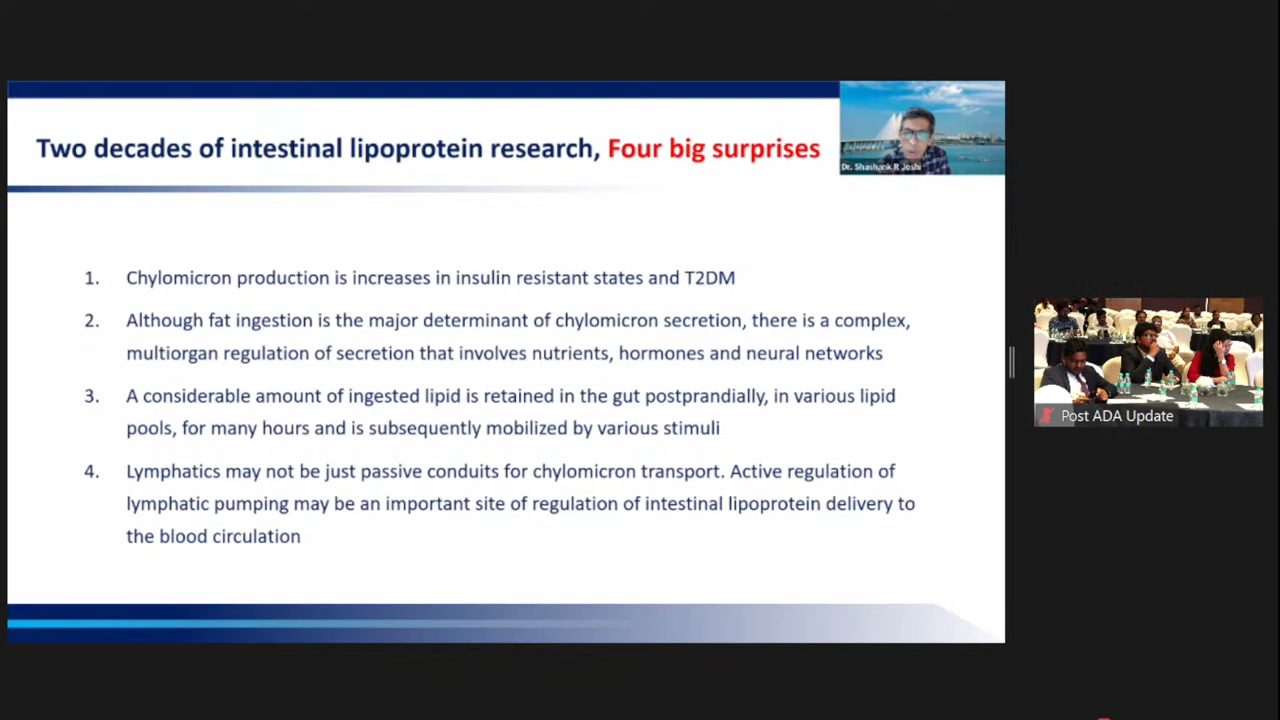 Two decades of intestinal lipoprotein research, Four big surprises
Dr. Shashank R Joshi
1. Chylomicron production is increases in insulin resistant states and T2DM
2. Although fat ingestion is the major determinant of chylomicron secretion, there is a complex,
multiorgan regulation of secretion that involves nutrients, hormones and neural networks
3. A considerable amount of ingested lipid is retained in the gut postprandially, in various lipid
pools, for many hours and is subsequently mobilized by various stimuli
4. Lymphatics may not be just passive conduits for chylomicron transport. Active regulation of
lymphatic pumping may be an important site of regulation of intestinal lipoprotein delivery to
the blood circulation
Post ADA Update